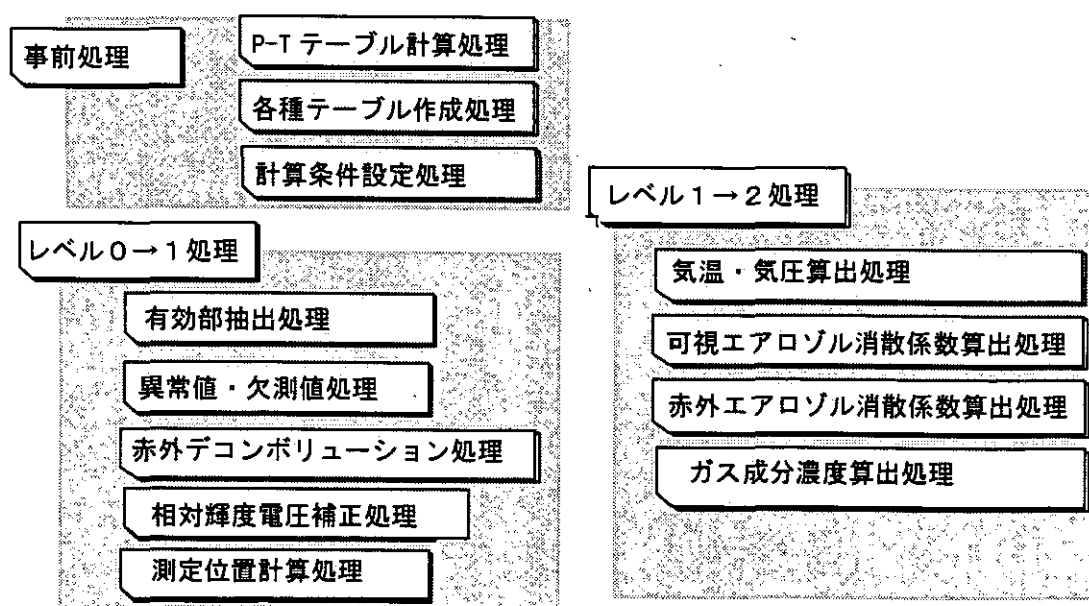 事前処理
P-Tテーブル計算処理
各種テーブル作成処理
計算条件設定処理
レベル0→1処理
有効部抽出処理
異常値・欠測値処理
赤外デコンボリューション処理
相対輝度電圧補正処理
測定位置計算処理
レベル1→2処理
気温・気圧算出処理
可視エアロゾル消散係数算出処理
赤外エアロゾル消散係数算出処理
ガス成分濃度算出処理